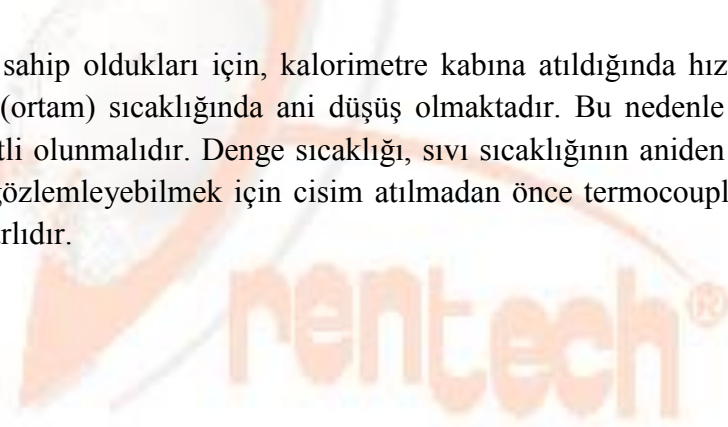 sahip oldukları için, kalorimetre kabına atıldığında hız
(ortam) sıcaklığında ani düşüş olmaktadır. Bu nedenle
tli olunmalıdır. Denge sıcaklığı, sıvı sıcaklığının aniden
gözlemleyebilmek için cisim atılmadan önce termocoupl
rlıdır.
rentech®